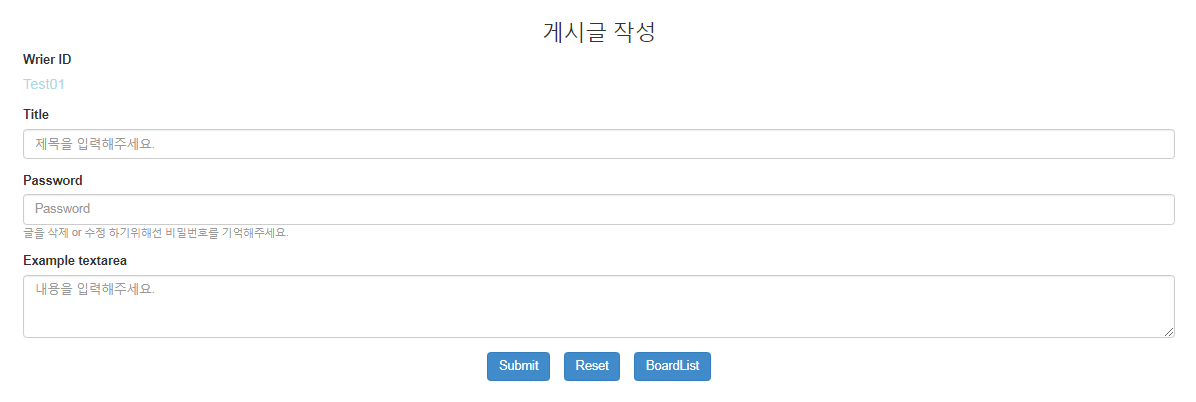 게시글 작성
Wrier ID
Test01
Title
제목을 입력해주세요.
Password
Password
글을 삭제 or 수정 하기위해선 비밀번호를 기억해주세요.
Example textarea
내용을 입력해주세요.
Submit Reset BoardList